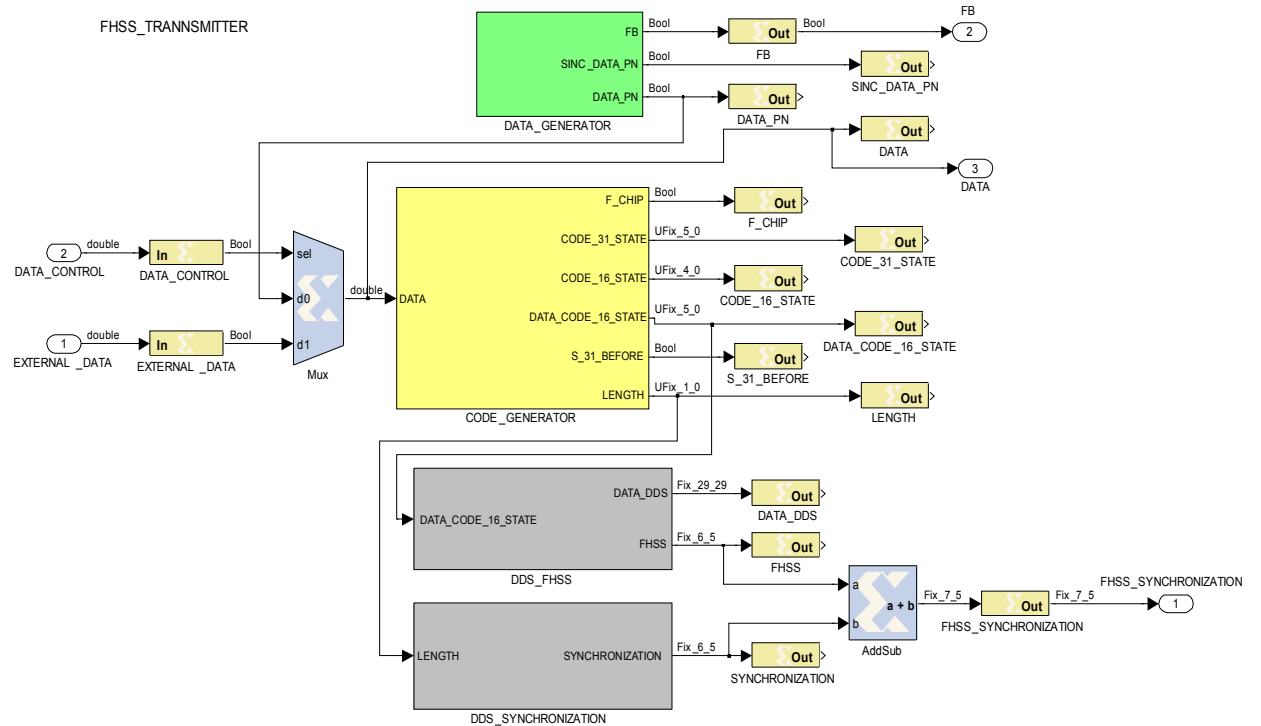 FHSS_TRANNSMITTER
FB
Bool
Out
FB
Bool
FB
2
SINC_DATA_PN
Bool
Out
SINC_DATA_PN
DATA_PN
Bool
Out
DATA_PN
DATA_GENERATOR
Out
DATA
3
DATA
F_CHIP
Bool
Out
F_CHIP
CODE_31_STATE
UFix_5_0
Out
CODE_31_STATE
2
DATA_CONTROL
double
In
DATA_CONTROL
Bool
sel
d0
d1
Mux
double
DATA
CODE_16_STATE
UFix_4_0
Out
CODE_16_STATE
DATA_CODE_16_STATE
UFix_5_0
Out
DATA_CODE_16_STATE
1
EXTERNAL _DATA
double
In
EXTERNAL _DATA
Bool
S_31_BEFORE
Bool
Out
S_31_BEFORE
LENGTH
UFix_1_0
Out
LENGTH
CODE_GENERATOR
DATA_DDS
Fix_29_29
Out
DATA_DDS
DATA_CODE_16_STATE
FHSS
Fix_6_5
Out
FHSS
DDS_FHSS
a
a + b
b
AddSub
Fix_7_5
Out
FHSS_SYNCHRONIZATION
Fix_7_5
FHSS_SYNCHRONIZATION
1
LENGTH
SYNCHRONIZATION
Fix_6_5
Out
SYNCHRONIZATION
DDS_SYNCHRONIZATION